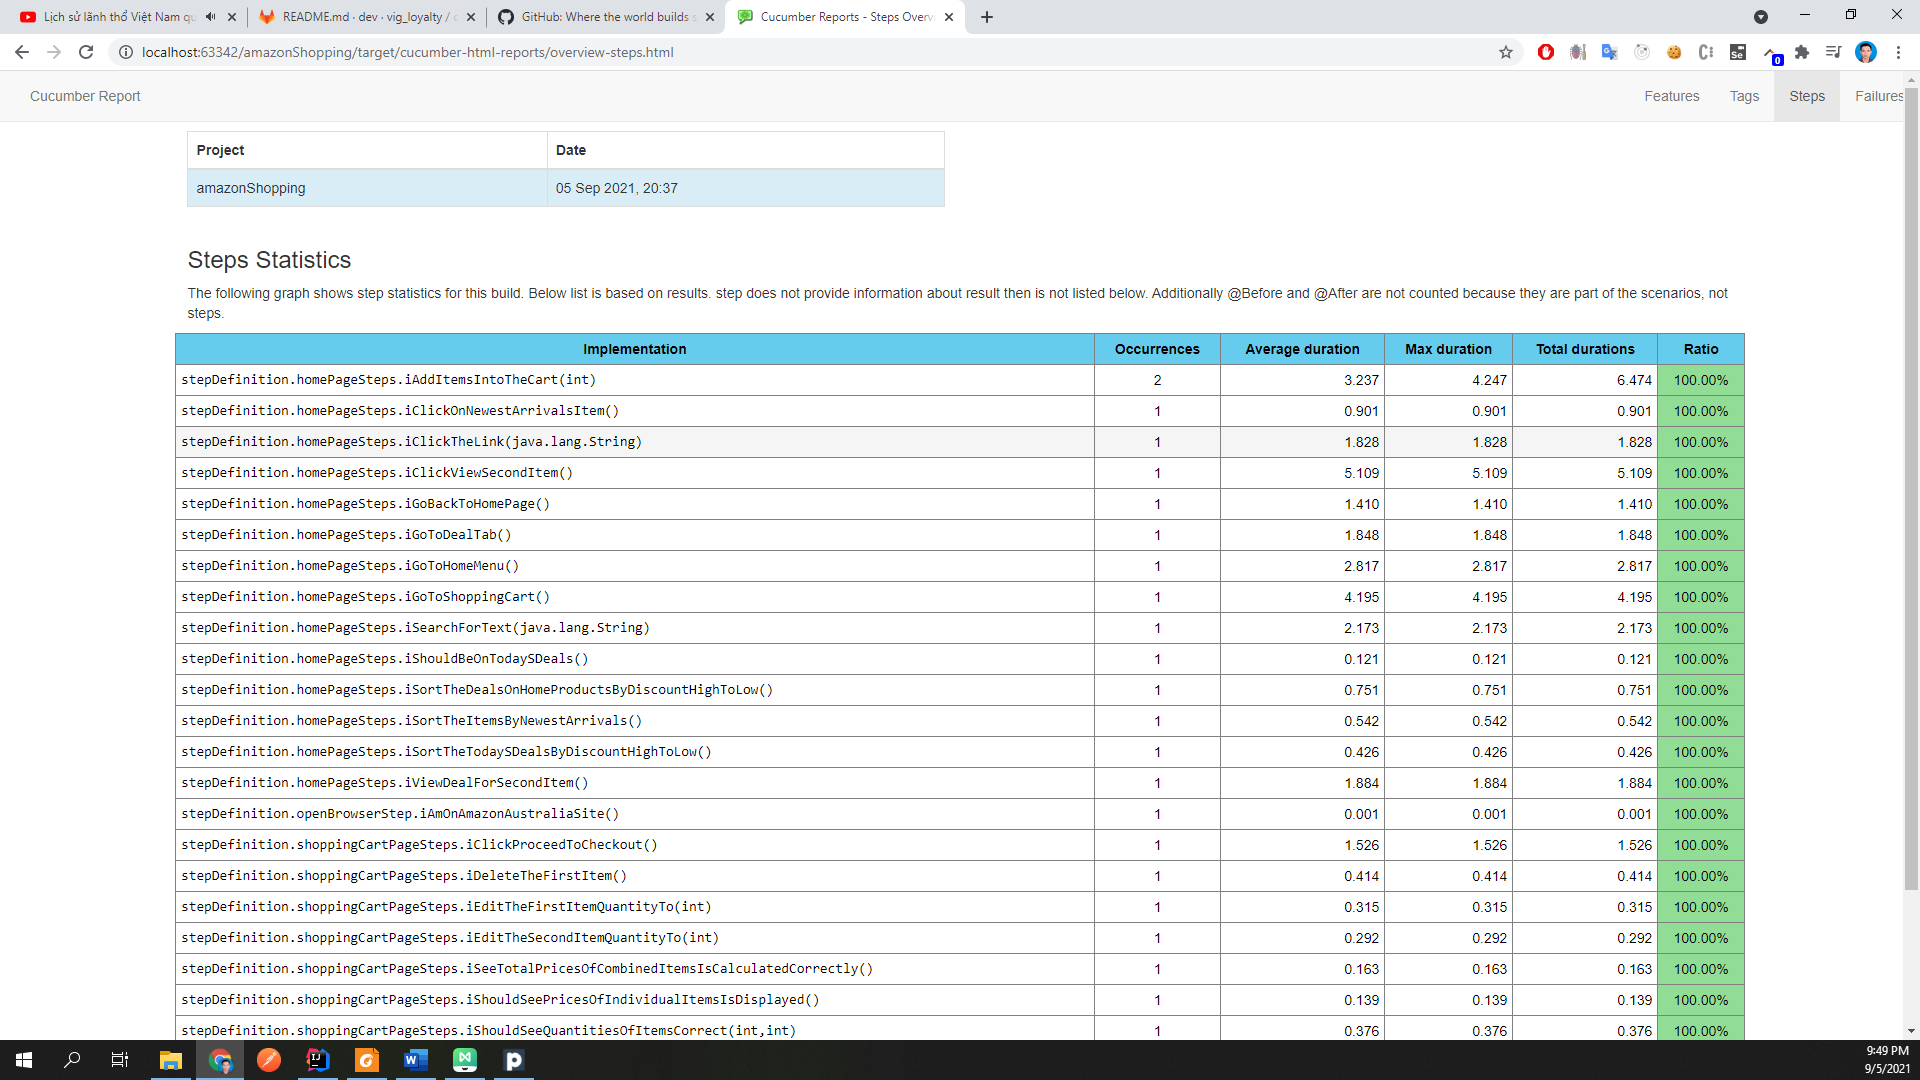 Lịch sử lãnh thổ Việt Nam qu
README.md · dev · vig_loyalty / c
GitHub: Where the world builds s
Cucumber Reports - Steps Overv
localhost:63342/amazonShopping/target/cucumber-html-reports/overview-steps.html
0
Cucumber Report
Features Tags Steps Failures
Project Date
amazonShopping 05 Sep 2021, 20:37
Steps Statistics
The following graph shows step statistics for this build. Below list is based on results. step does not provide information about result then is not listed below. Additionally @Before and @After are not counted because they are part of the scenarios, not
steps.
Implementation Occurrences Average duration Max duration Total durations Ratio
stepDefinition.homePageSteps.iAddItemsIntoTheCart(int) 2 3.237 4.247 6.474 100.00%
stepDefinition.homePageSteps.iClickOnNewestArrivalsItem() 1 0.901 0.901 0.901 100.00%
stepDefinition.homePageSteps.iClickTheLink(java.lang.String) 1 1.828 1.828 1.828 100.00%
stepDefinition.homePageSteps.iClickViewSecondItem() 1 5.109 5.109 5.109 100.00%
stepDefinition.homePageSteps.iGoBackToHomePage() 1 1.410 1.410 1.410 100.00%
stepDefinition.homePageSteps.iGoToDealTab() 1 1.848 1.848 1.848 100.00%
stepDefinition.homePageSteps.iGoToHomeMenu() 1 2.817 2.817 2.817 100.00%
stepDefinition.homePageSteps.iGoToShoppingCart() 1 4.195 4.195 4.195 100.00%
stepDefinition.homePageSteps.iSearchForText(java.lang.String) 1 2.173 2.173 2.173 100.00%
stepDefinition.homePageSteps.iShouldBeOnTodaySDeals() 1 0.121 0.121 0.121 100.00%
stepDefinition.homePageSteps.iSortTheDealsOnHomeProductsByDiscountHighToLow() 1 0.751 0.751 0.751 100.00%
stepDefinition.homePageSteps.iSortTheItemsByNewestArrivals() 1 0.542 0.542 0.542 100.00%
stepDefinition.homePageSteps.iSortTheTodaySDealsByDiscountHighToLow() 1 0.426 0.426 0.426 100.00%
stepDefinition.homePageSteps.iViewDealForSecondItem() 1 1.884 1.884 1.884 100.00%
stepDefinition.openBrowserStep.iAmOnAmazonAustraliaSite() 1 0.001 0.001 0.001 100.00%
stepDefinition.shoppingCartPageSteps.iClickProceedToCheckout() 1 1.526 1.526 1.526 100.00%
stepDefinition.shoppingCartPageSteps.iDeleteTheFirstItem() 1 0.414 0.414 0.414 100.00%
stepDefinition.shoppingCartPageSteps.iEditTheFirstItemQuantityTo(int) 1 0.315 0.315 0.315 100.00%
stepDefinition.shoppingCartPageSteps.iEditTheSecondItemQuantityTo(int) 1 0.292 0.292 0.292 100.00%
stepDefinition.shoppingCartPageSteps.iSeeTotalPricesOfCombinedItemsIsCalculatedCorrectly() 1 0.163 0.163 0.163 100.00%
stepDefinition.shoppingCartPageSteps.iShouldSeePricesOfIndividualItemsIsDisplayed() 1 0.139 0.139 0.139 100.00%
stepDefinition.shoppingCartPageSteps.iShouldSeeQuantitiesOfItemsCorrect(int,int) 1 0.376 0.376 0.376 100.00%
9:49 PM
9/5/2021